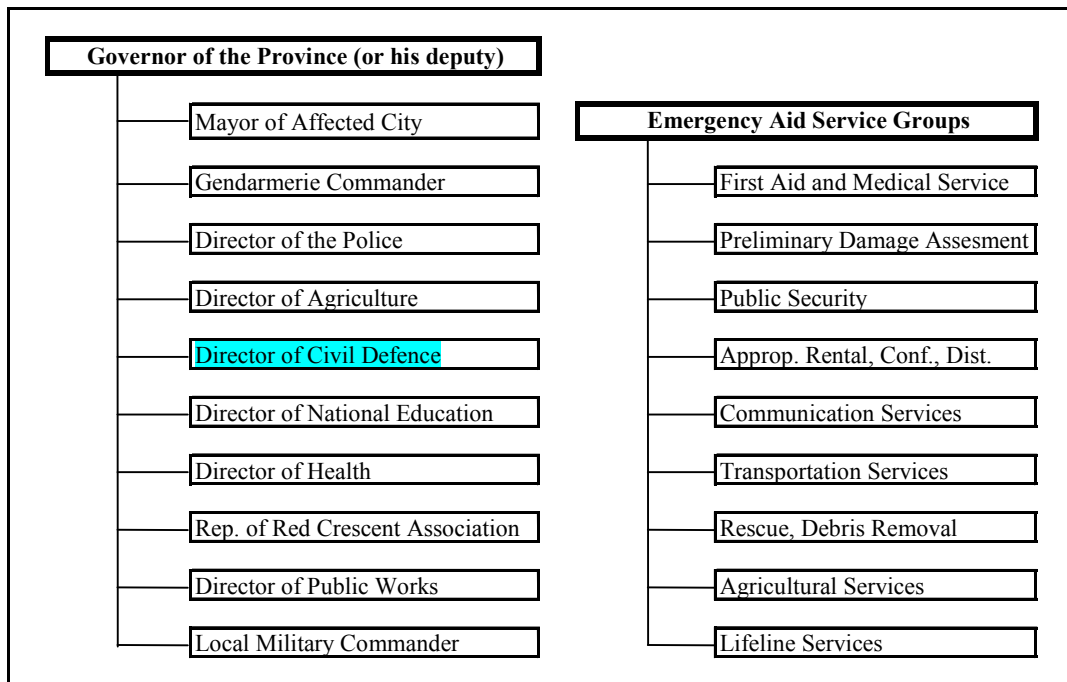 Governor of the Province (or his deputy)
Mayor of Affected City
Gendarmerie Commander
Director of the Police
Director of Agriculture
Director of Civil Defence
Director of National Education
Director of Health
Rep. of Red Crescent Association
Director of Public Works
Local Military Commander
Emergency Aid Service Groups
First Aid and Medical Service
Preliminary Damage Assesment
Public Security
Approp. Rental, Conf., Dist.
Communication Services
Transportation Services
Rescue, Debris Removal
Agricultural Services
Lifeline Services